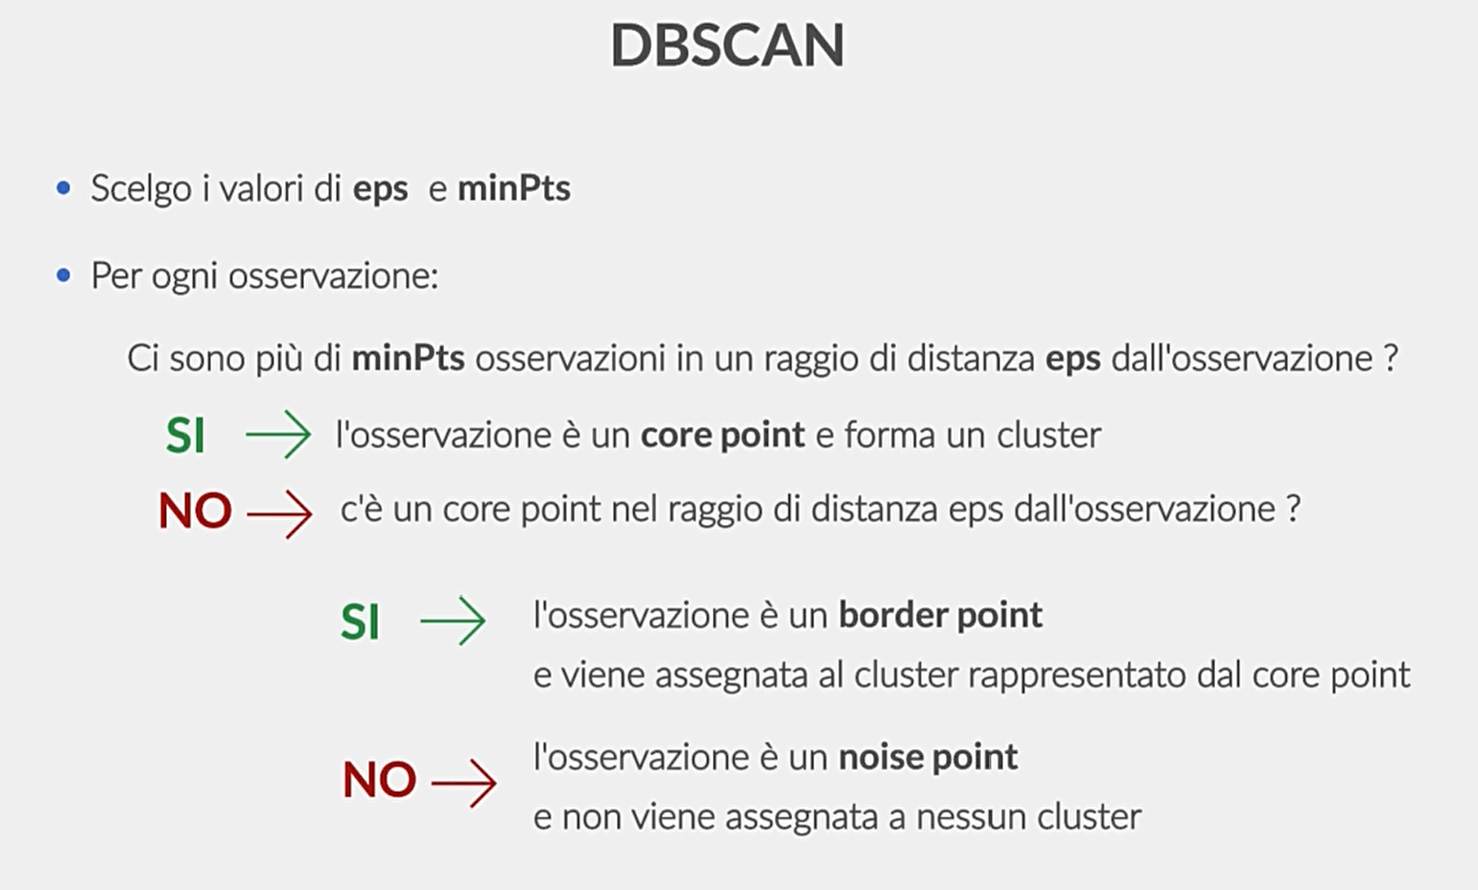 DBSCAN
• Scelgo i valori di eps e minPts
• Per ogni osservazione:
Ci sono più di minPts osservazioni in un raggio di distanza eps dall'osservazione ?
SI → l'osservazione è un core point e forma un cluster
NO → c'è un core point nel raggio di distanza eps dall'osservazione ?
SI → l'osservazione è un border point
e viene assegnata al cluster rappresentato dal core point
NO → l'osservazione è un noise point
e non viene assegnata a nessun cluster